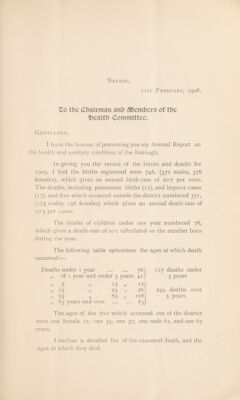 Nelson,
21st February, 1906.
To the Chairman and Members of the
Health Committee.
Gentlemen,
I have the honour of presenting you my Annual Report on
the health and sanitary condition of the Borough.
In giving you the record of the births and deaths for
1905, I find the births registered were 748, (372 males, 376
females), which gives an annual birth-rate of 20.7 per 1000.
The deaths, including premature births (17), and inquest cases
(17), and five which occurred outside the district numbered 371,
(173 males, 198 females) which gives an annual death-rate of
10.3 per 1,000.
The deaths of children under one year numbered 76,
which gives a death-rate of 101 calculated on the number born
during the year.
The following table epitomises the ages at which death
occurred:—
Deaths under 1 year ... ... 76 } 117 deaths under
„ of 1 year and under 5 years 41 } 5 years
„ 5 „ 15 „
„ 15 „ 25 „ 26 249 deaths over
„ 25 „ 65 „ 128 5 years
„ 65 years and over ... ... 83
The ages of the five which occurred out of the district
were one female 21, one 33, one 57, one male 61, and one 67
years.
I enclose a detailed list of the causes of death, and the
ages at which they died.